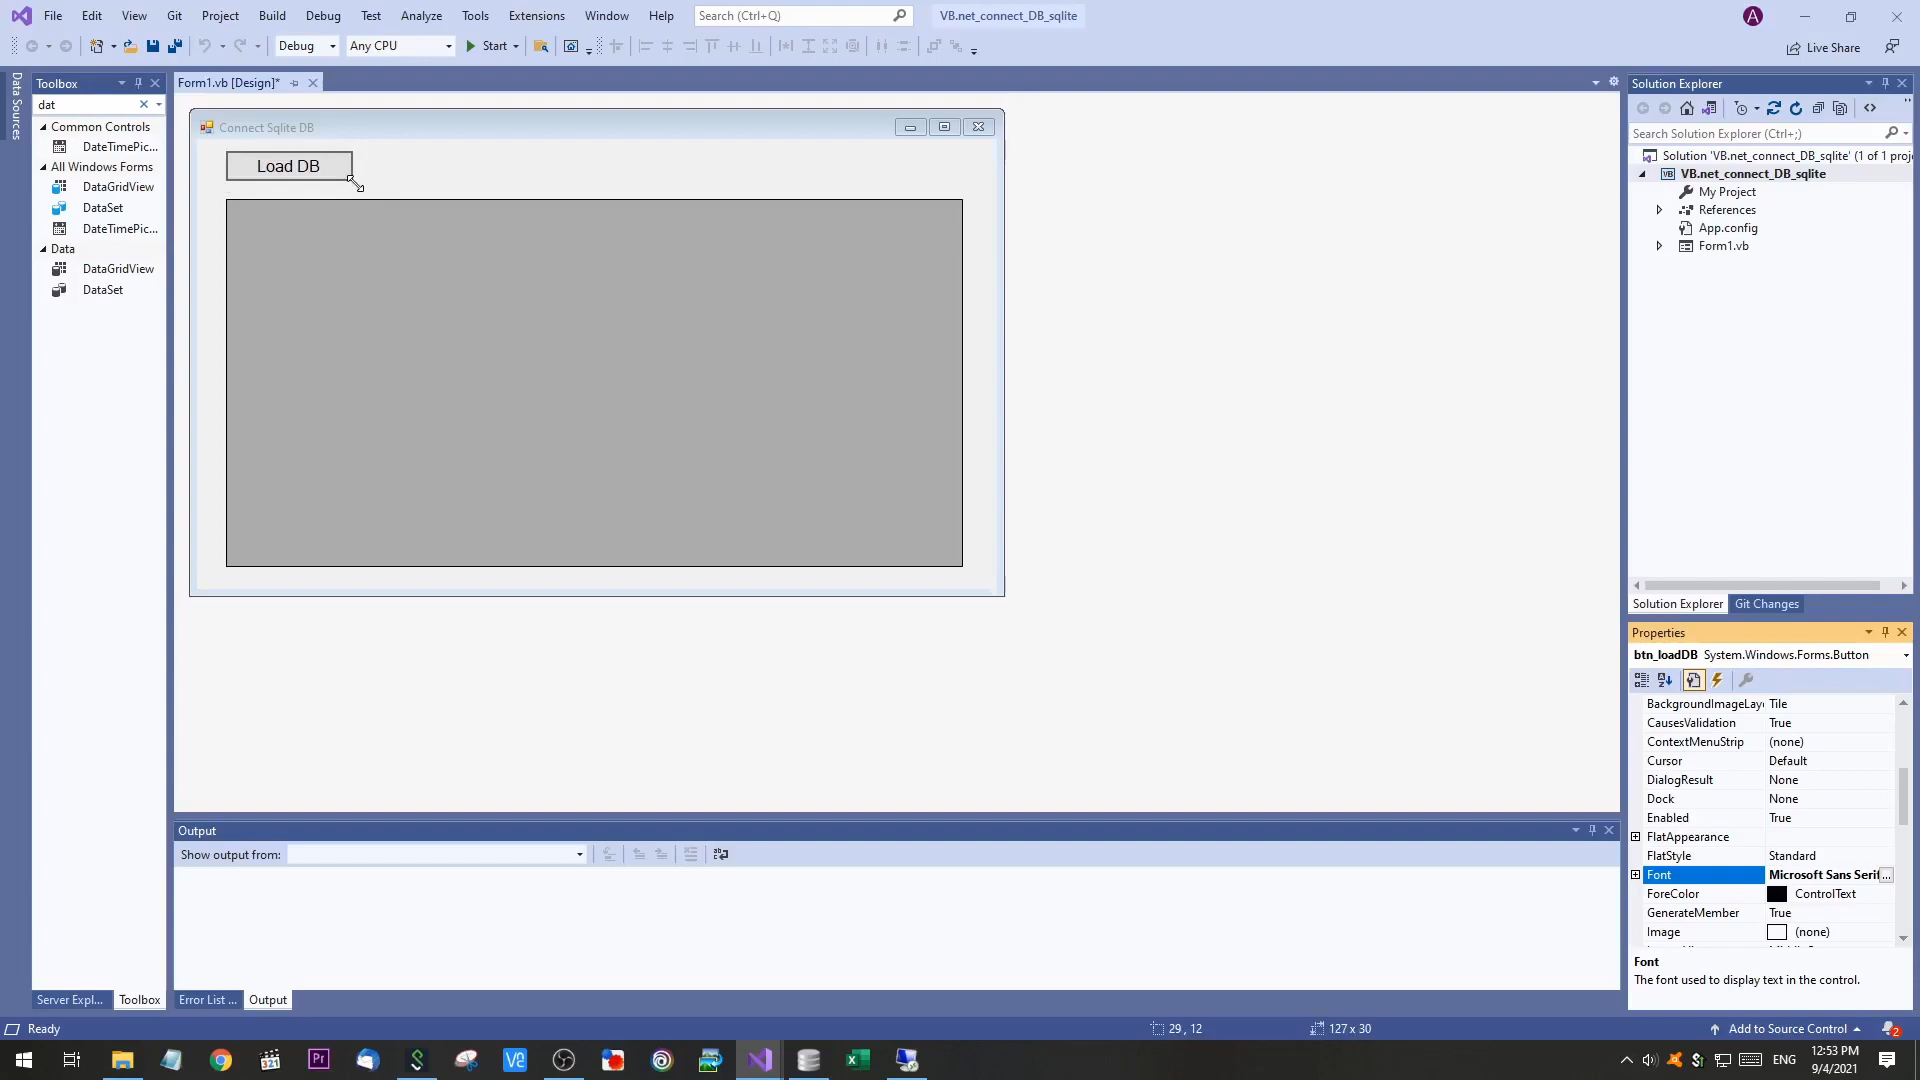 File Edit View Git Project Build Debug Test Analyze Tools Extensions Window Help Search (Ctrl+Q) VB.net_connect_DB_sqlite A
Debug Any CPU Start Live Share
Data Sources
Toolbox
dat
Common Controls
DateTimePic...
All Windows Forms
DataGridView
DataSet
DateTimePic...
Data
DataGridView
DataSet
Server Expl... Toolbox
Form1.vb [Design]*
Connect Sqlite DB
Load DB
Output
Show output from:
Error List ... Output
Solution Explorer
Search Solution Explorer (Ctrl+;)
Solution 'VB.net_connect_DB_sqlite' (1 of 1 proje
VB VB.net_connect_DB_sqlite
My Project
References
App.config
Form1.vb
Solution Explorer Git Changes
Properties
btn_loadDB System.Windows.Forms.Button
BackgroundImageLay Tile
CausesValidation True
ContextMenuStrip (none)
Cursor Default
DialogResult None
Dock None
Enabled True
FlatAppearance
FlatStyle Standard
Font Microsoft Sans Serif ...
ForeColor ControlText
GenerateMember True
Image (none)
Font
The font used to display text in the control.
Ready 29 , 12 127 x 30 Add to Source Control 2
321 Pr ENG 12:53 PM
9/4/2021